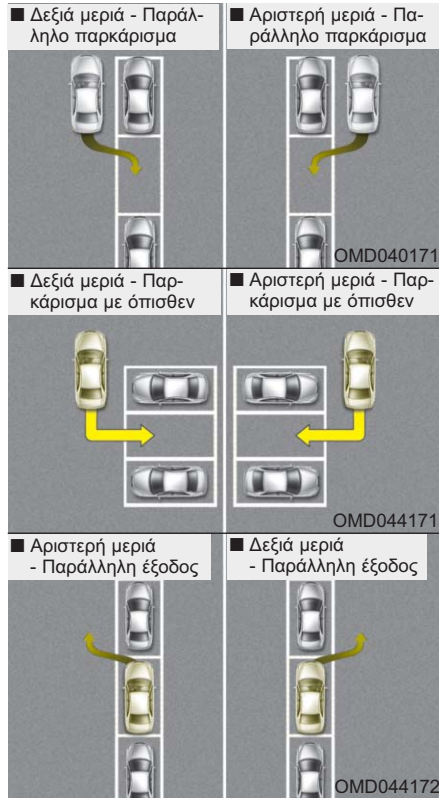 ■ Δεξιά μεριά - Παράλ-
ληλο παρκάρισμα
■ Αριστερή μεριά - Πα-
ράλληλο παρκάρισμα
OMD040171
■ Δεξιά μεριά - Παρ-
κάρισμα με όπισθεν
■ Αριστερή μεριά - Παρ-
κάρισμα με όπισθεν
OMD044171
■ Αριστερή μεριά
- Παράλληλη έξοδος
■ Δεξιά μεριά
- Παράλληλη έξοδος
OMD044172